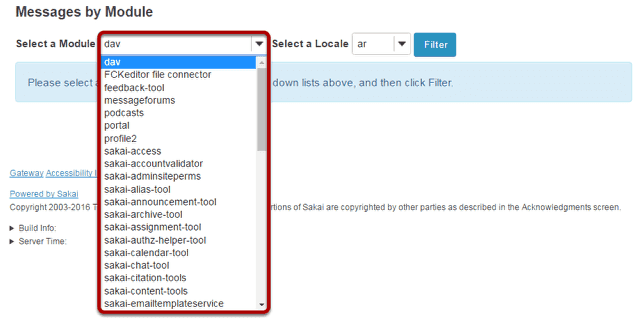 Messages by Module
Select a Module dav Select a Locale ar Filter
dav
Please select a down lists above, and then click Filter.
FCKeditor file connector
feedback-tool
messageforums
podcasts
portal
profile2
sakai-access
sakai-accountvalidator
sakai-adminsiteperms
sakai-alias-tool
sakai-announcement-tool
sakai-archive-tool
sakai-assignment-tool
sakai-authz-helper-tool
sakai-calendar-tool
sakai-chat-tool
sakai-citation-tools
sakai-content-tools
sakai-emailtemplateservice
Gateway Accessibility I
Powered by Sakai
Copyright 2003-2016 T rtions of Sakai are copyrighted by other parties as described in the Acknowledgments screen.
Build Info:
Server Time: